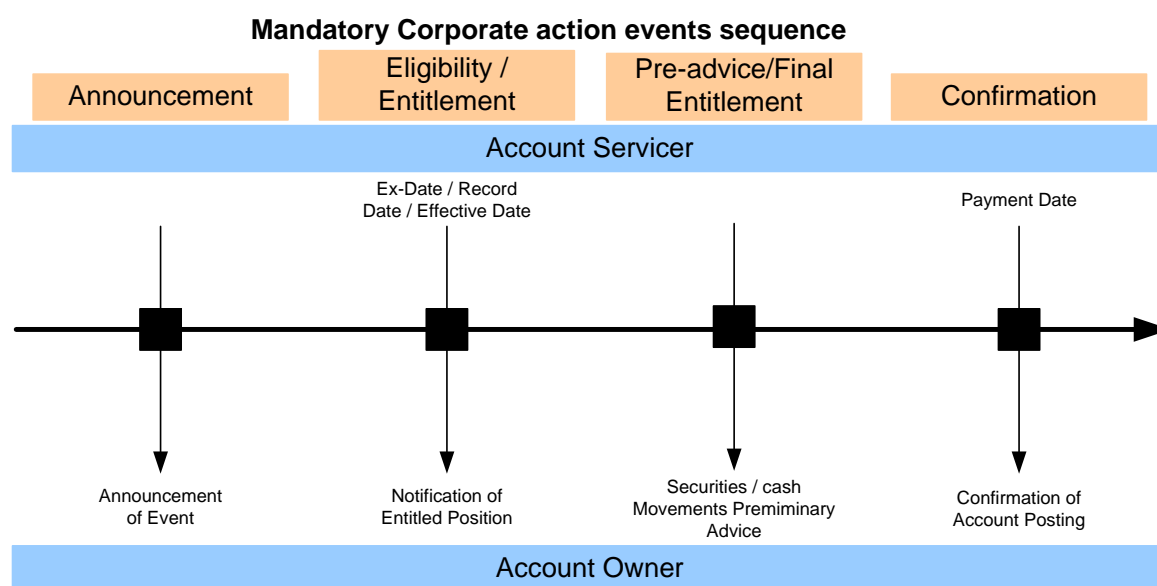 Mandatory Corporate action events sequence
Announcement
Eligibility /
Entitlement
Pre-advice/Final
Entitlement
Confirmation
Account Servicer
Ex-Date / Record
Date / Effective Date
Payment Date
Announcement
of Event
Notification of
Entitled Position
Securities / cash
Movements Premiminary
Advice
Confirmation of
Account Posting
Account Owner